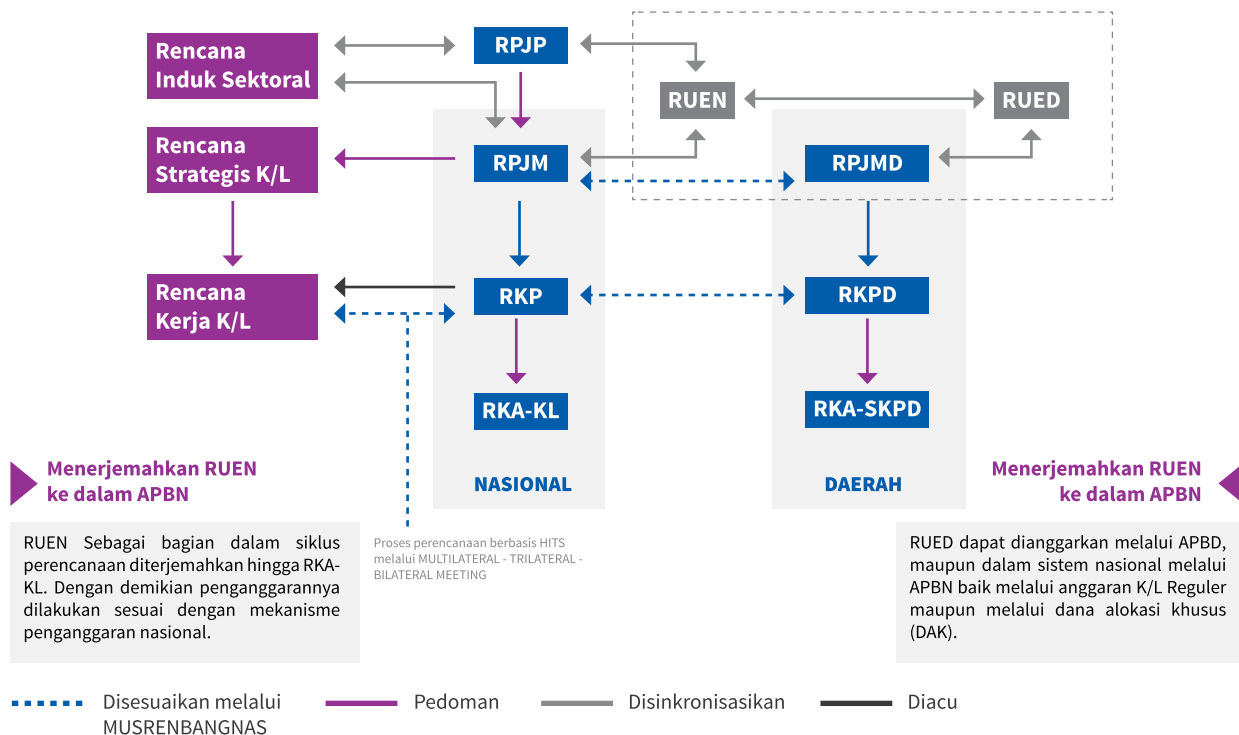 Rencana
Induk Sektoral
RPJP
RUEN
RUED
Rencana
Strategis K/L
RPJM
RPJMD
Rencana
Kerja K/L
RKP
RKPD
RKA-KL
RKA-SKPD
NASIONAL
DAERAH
Menerjemahkan RUEN
ke dalam APBN
RUEN Sebagai bagian dalam siklus
perencanaan diterjemahkan hingga RKA-
KL. Dengan demikian penganggarannya
dilakukan sesuai dengan mekanisme
penganggaran nasional.
Proses perencanaan berbasis HITS
melalui MULTILATERAL - TRILATERAL -
BILATERAL MEETING
Menerjemahkan RUEN
ke dalam APBN
RUED dapat dianggarkan melalui APBD,
maupun dalam sistem nasional melalui
APBN baik melalui anggaran K/L Reguler
maupun melalui dana alokasi khusus
(DAK).
Disesuaikan melalui
MUSRENBANGNAS
Pedoman
Disinkronisasikan
Diacu